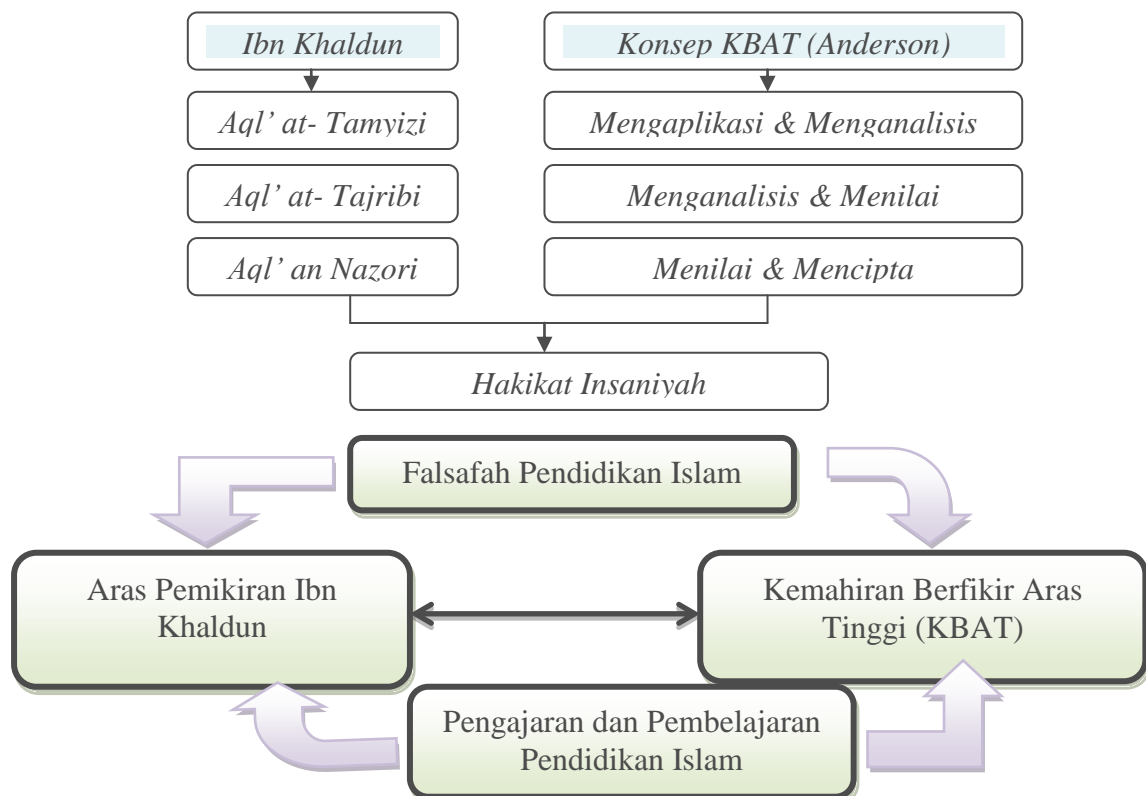 Ibn Khaldun
Konsep KBAT (Anderson)
Aql’ at- Tamyizi
Mengaplikasi & Menganalisis
Aql’ at- Tajribi
Menganalisis & Menilai
Aql’ an Nazori
Menilai & Mencipta
Hakikat Insaniyah
Falsafah Pendidikan Islam
Aras Pemikiran Ibn
Khaldun
Kemahiran Berfikir Aras
Tinggi (KBAT)
Pengajaran dan Pembelajaran
Pendidikan Islam